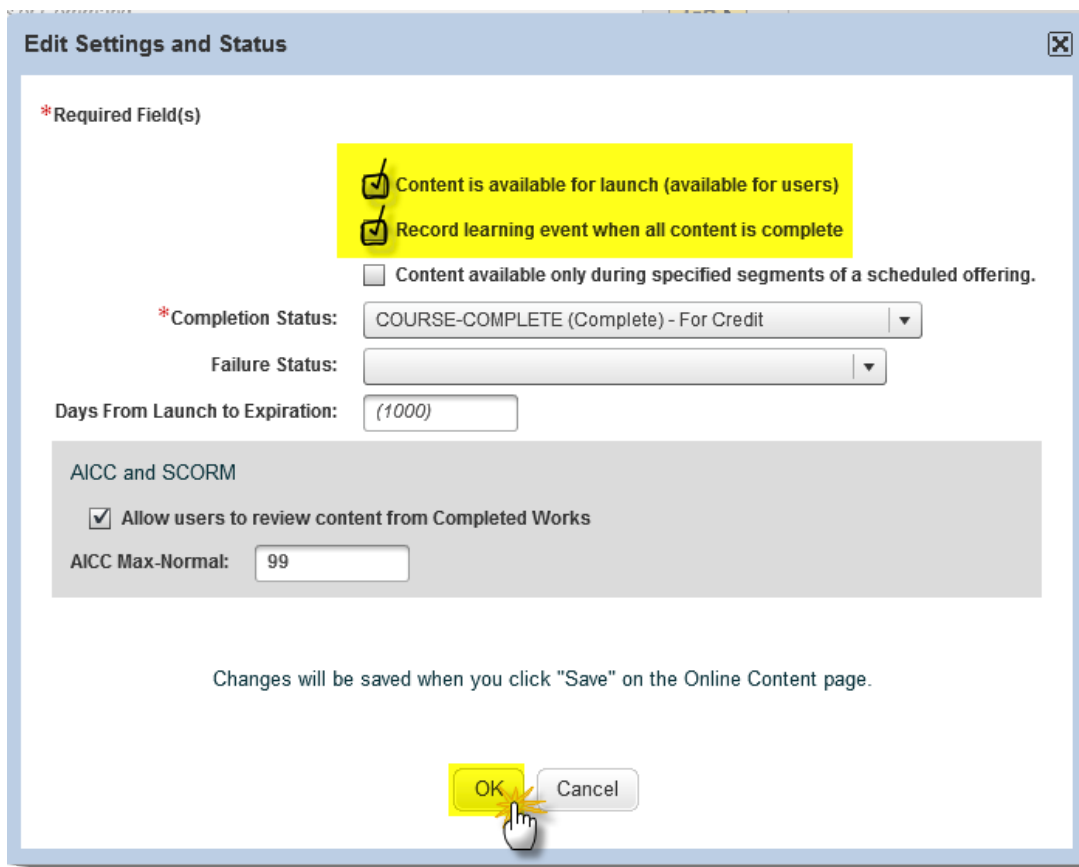 Edit Settings and Status
*Required Field(s)
Content is available for launch (available for users)
Record learning event when all content is complete
Content available only during specified segments of a scheduled offering.
*Completion Status: COURSE-COMPLETE (Complete) - For Credit
Failure Status:
Days From Launch to Expiration: (1000)
AICC and SCORM
Allow users to review content from Completed Works
AICC Max-Normal: 99
Changes will be saved when you click "Save" on the Online Content page.
OK Cancel